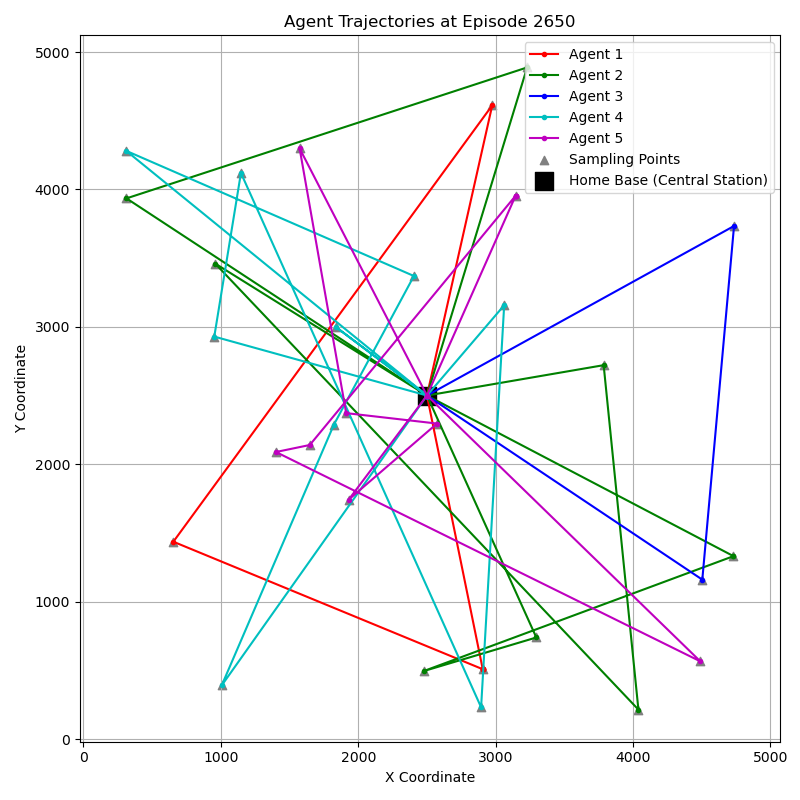 Agent Trajectories at Episode 2650
Agent 1
Agent 2
Agent 3
Agent 4
Agent 5
Sampling Points
Home Base (Central Station)
Y Coordinate
5000
4000
3000
2000
1000
0
0 1000 2000 3000 4000 5000
X Coordinate